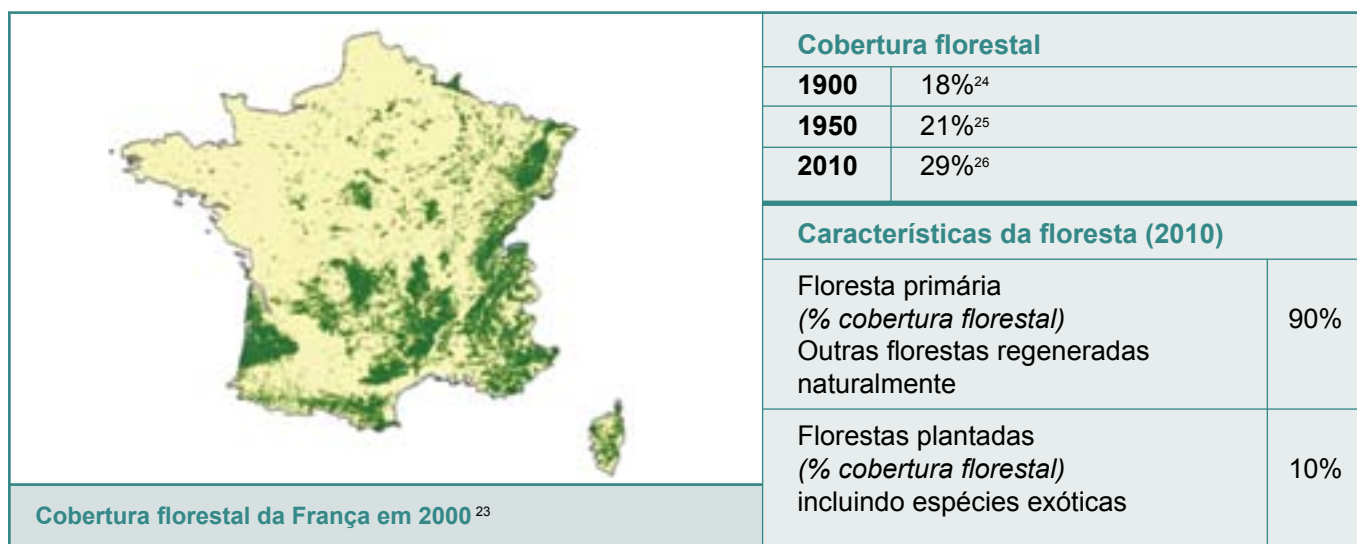 Cobertura florestal da França em 2000 23
Cobertura florestal
1900 18%24
1950 21%25
2010 29%26
Características da floresta (2010)
Floresta primária
(% cobertura florestal)
Outras florestas regeneradas
naturalmente
90%
Florestas plantadas
(% cobertura florestal)
incluindo espécies exóticas
10%